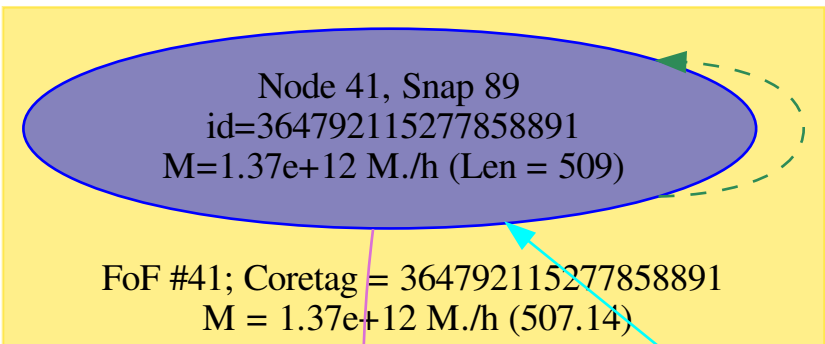 Node 41, Snap 89
id=364792115277858891
M=1.37e+12 M./h (Len = 509)
FoF #41; Coretag = 364792115277858891
M = 1.37e+12 M./h (507.14)